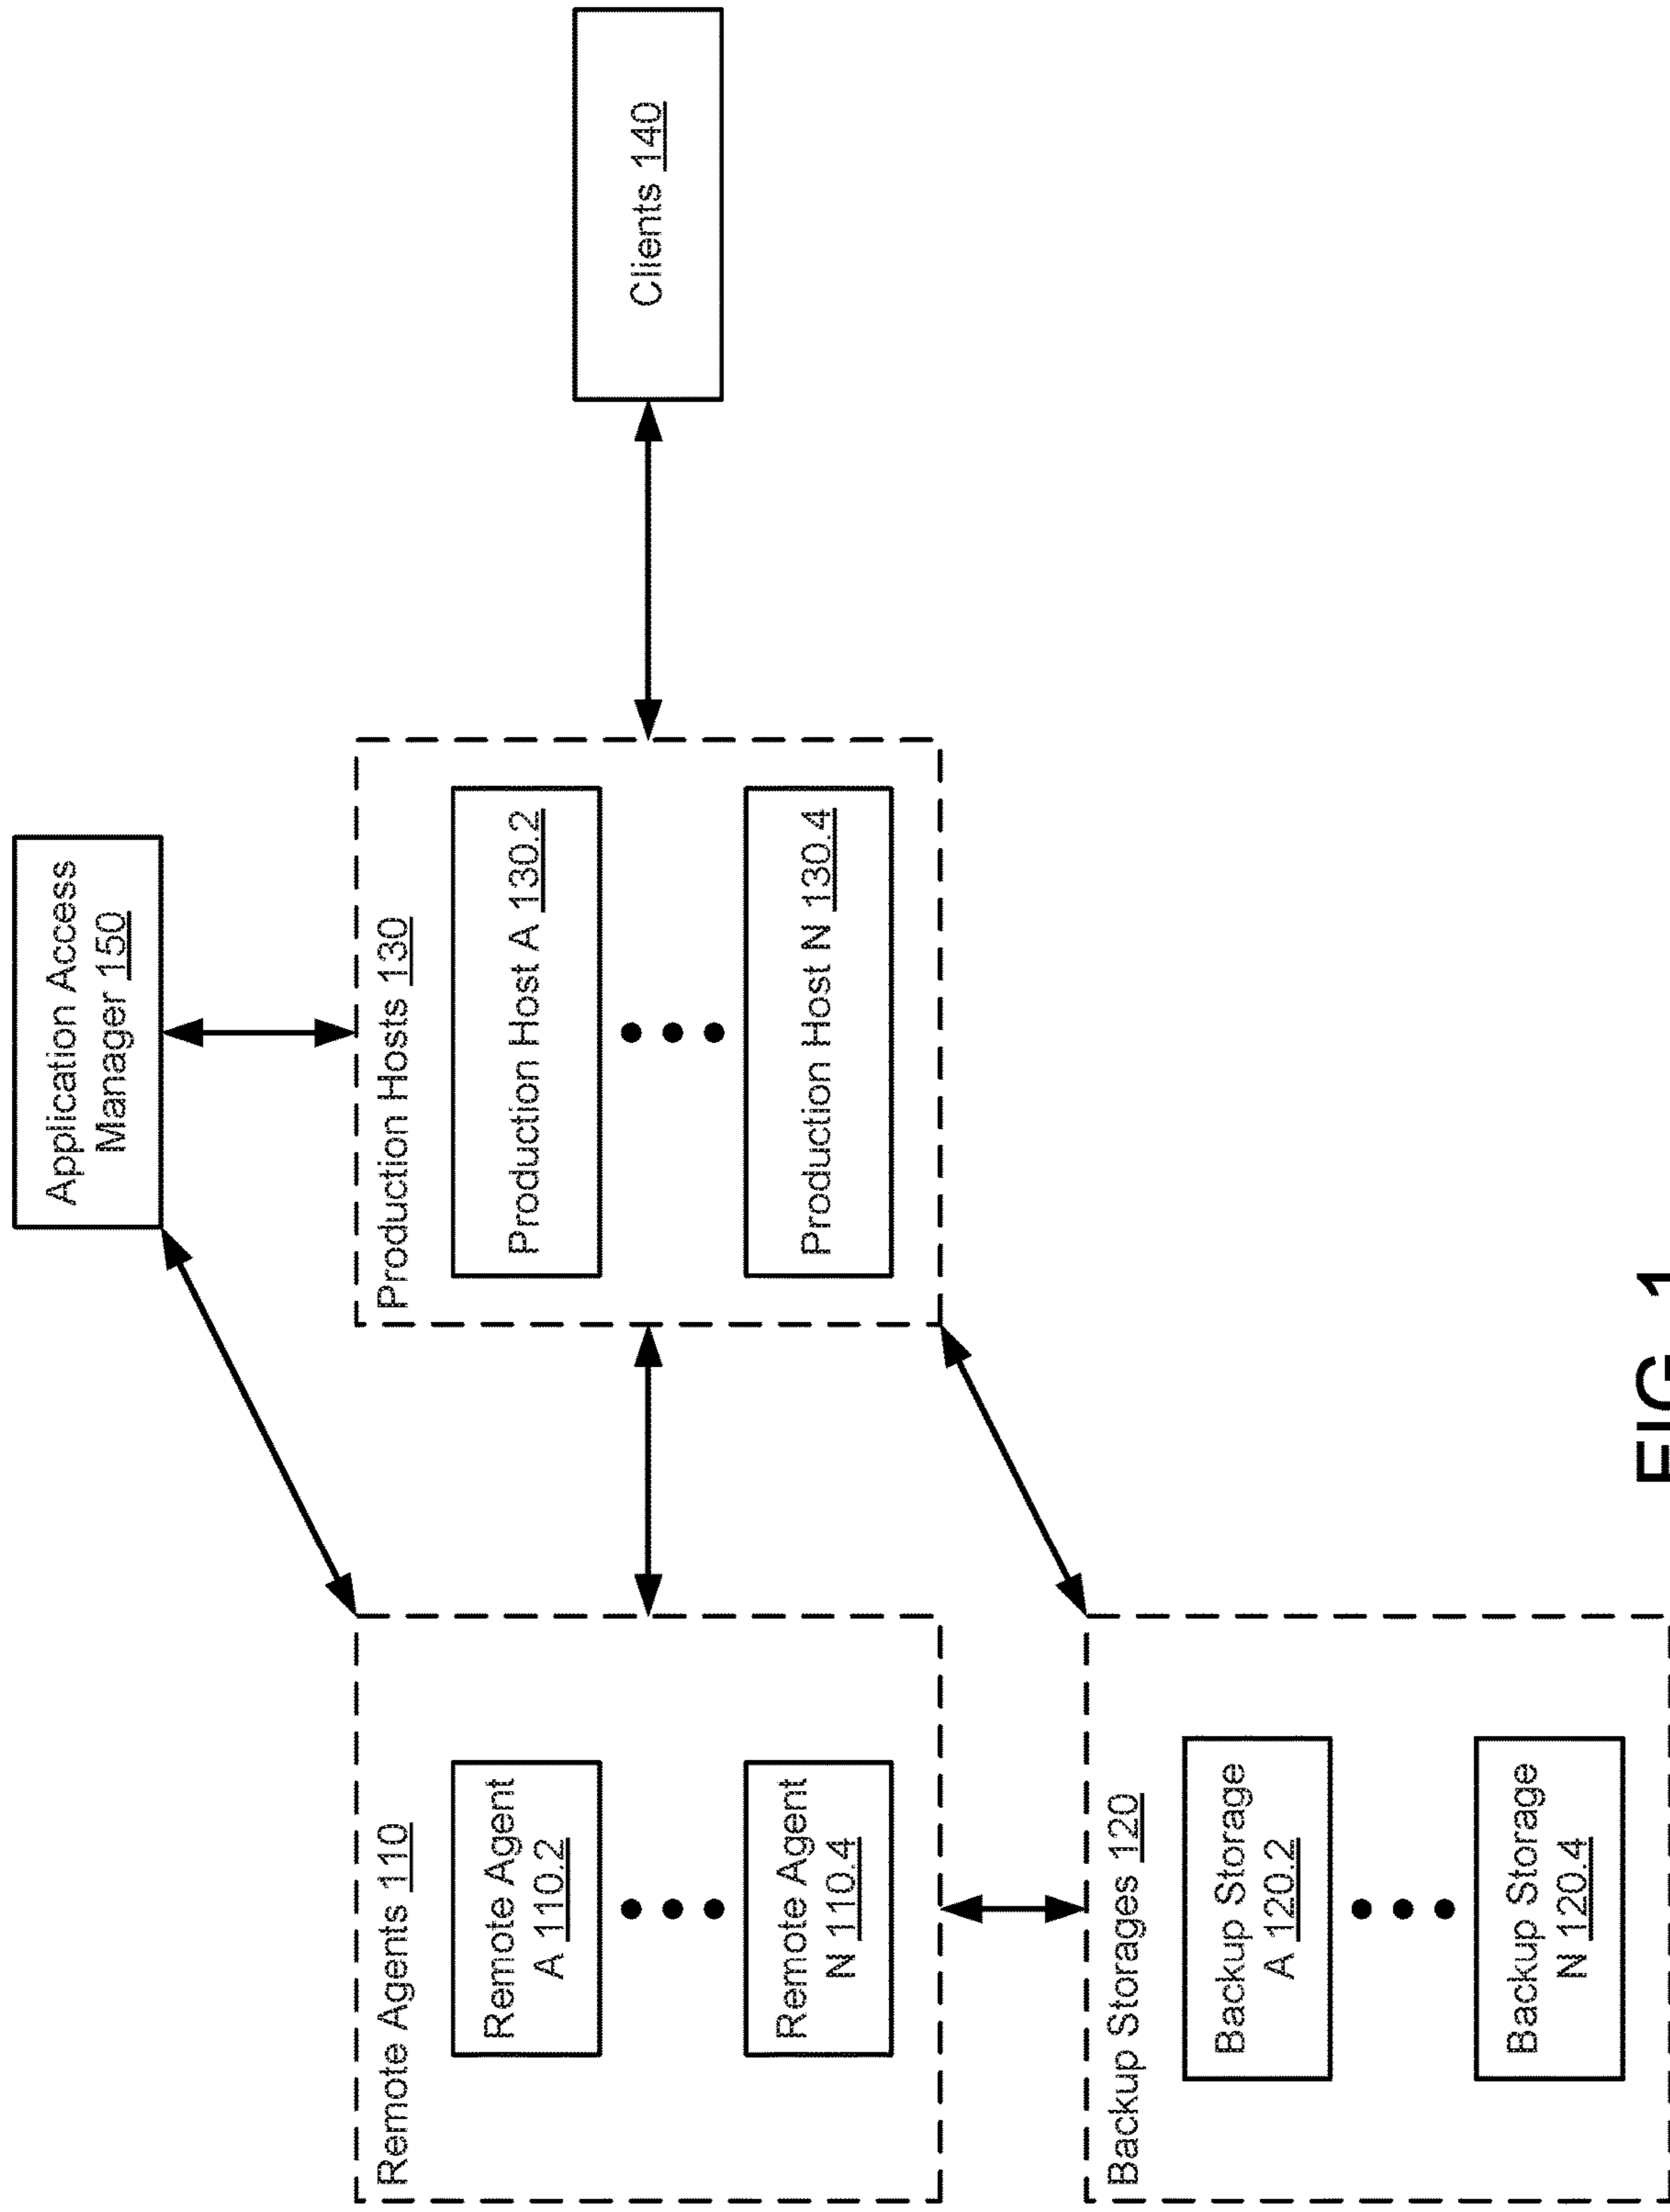 Application Access
Manager 150
Remote Agents 110
Remote Agent
A 110.2
Remote Agent
N 110.4
Production Hosts 130
Production Host A 130.2
Production Host N 130.4
Clients 140
Backup Storages 120
Backup Storage
A 120.2
Backup Storage
N 120.4
FIG. 1